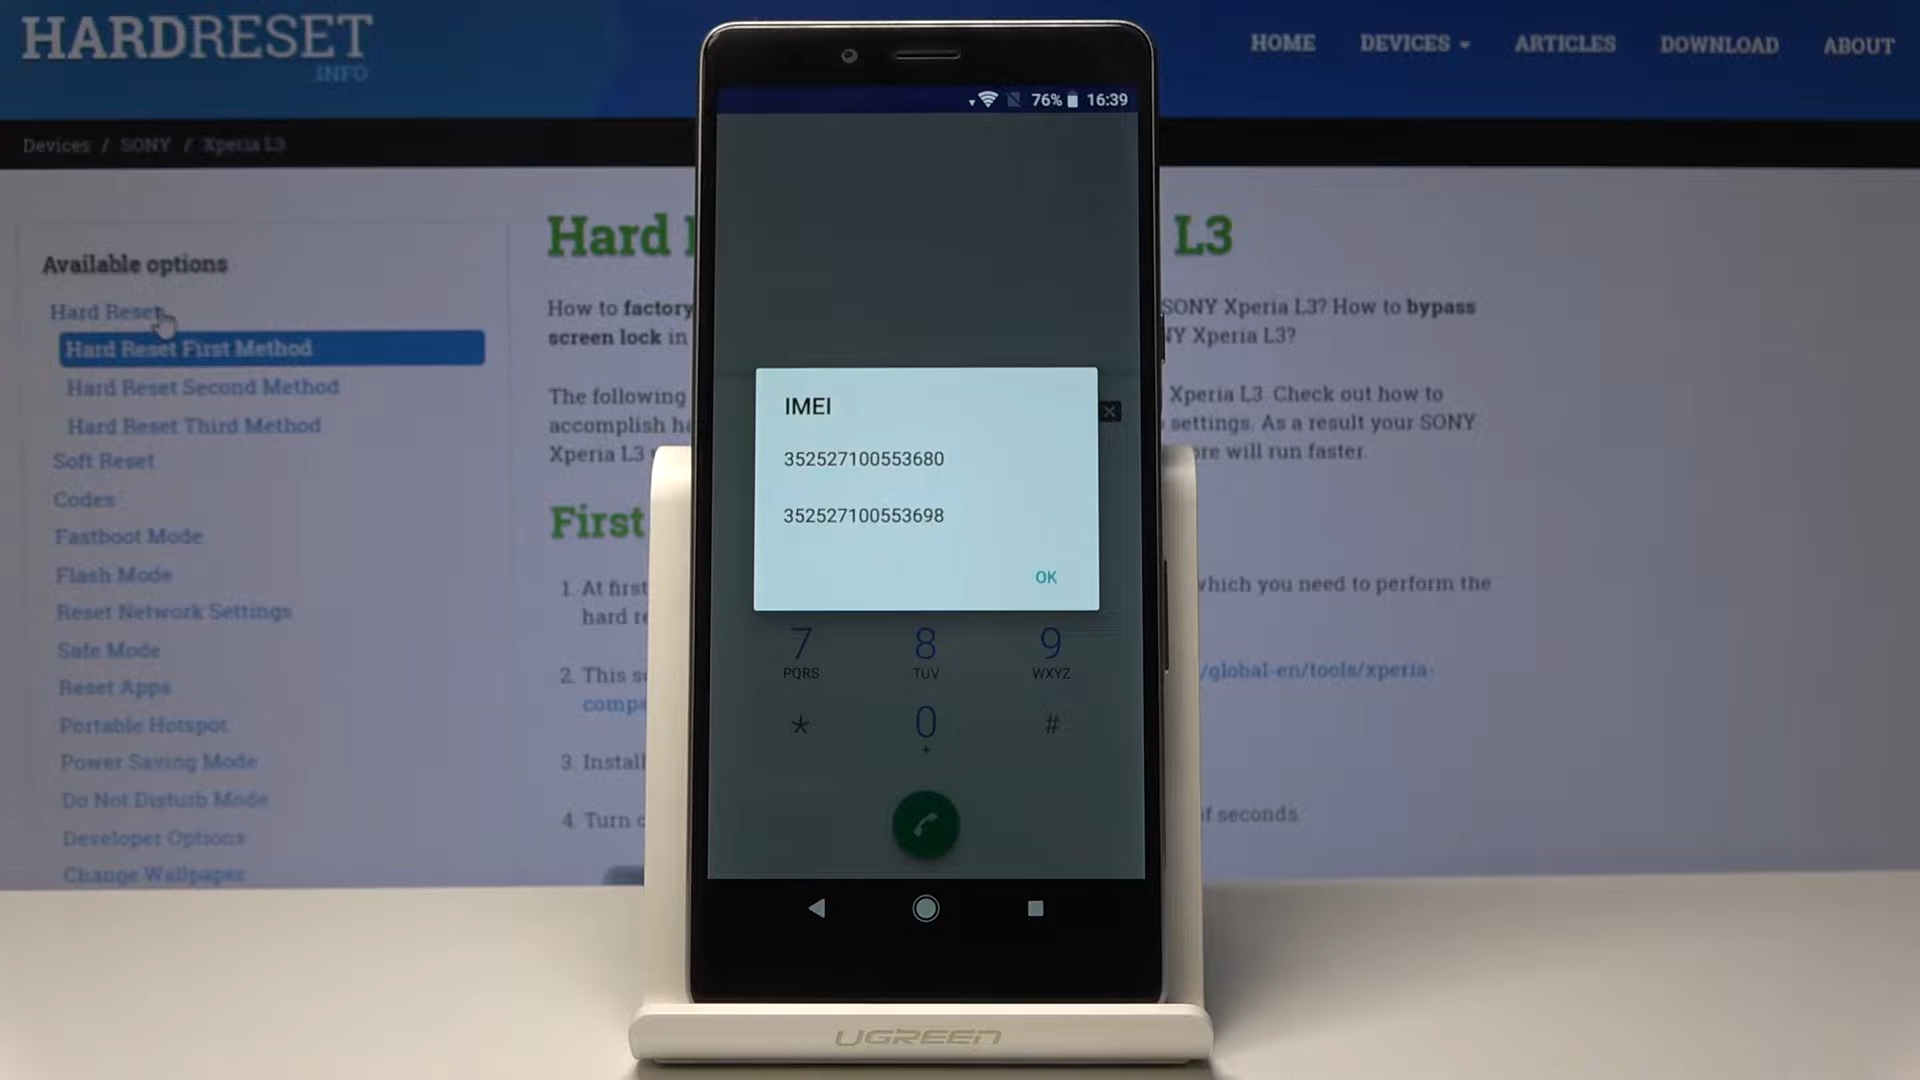 HARDRESET
.INFO
HOME
DEVICES
ARTICLES
DOWNLOAD
ABOUT
Devices / SONY / Xperia L3
Available options
Hard Reset
Hard Reset First Method
Hard Reset Second Method
Hard Reset Third Method
Soft Reset
Codes
Fastboot Mode
Flash Mode
Reset Network Settings
Safe Mode
Reset Apps
Portable Hotspot
Power Saving Mode
Do Not Disturb Mode
Developer Options
Change Wallpaper
Hard
L3
How to factory
SONY Xperia L3? How to bypass
screen lock in
Xperia L3?
The following
Xperia L3. Check out how to
accomplish
settings. As a result your SONY
Xperia L3
will run faster.
First
1. At first
which you need to perform the
hard
2. This
/global-en/tools/xperia-
3. Install
4. Turn
of seconds.
76% 16:39
IMEI
352527100553680
352527100553698
OK
7 8 9
PQRS TUV WXYZ
* 0 #
+
UGREEN